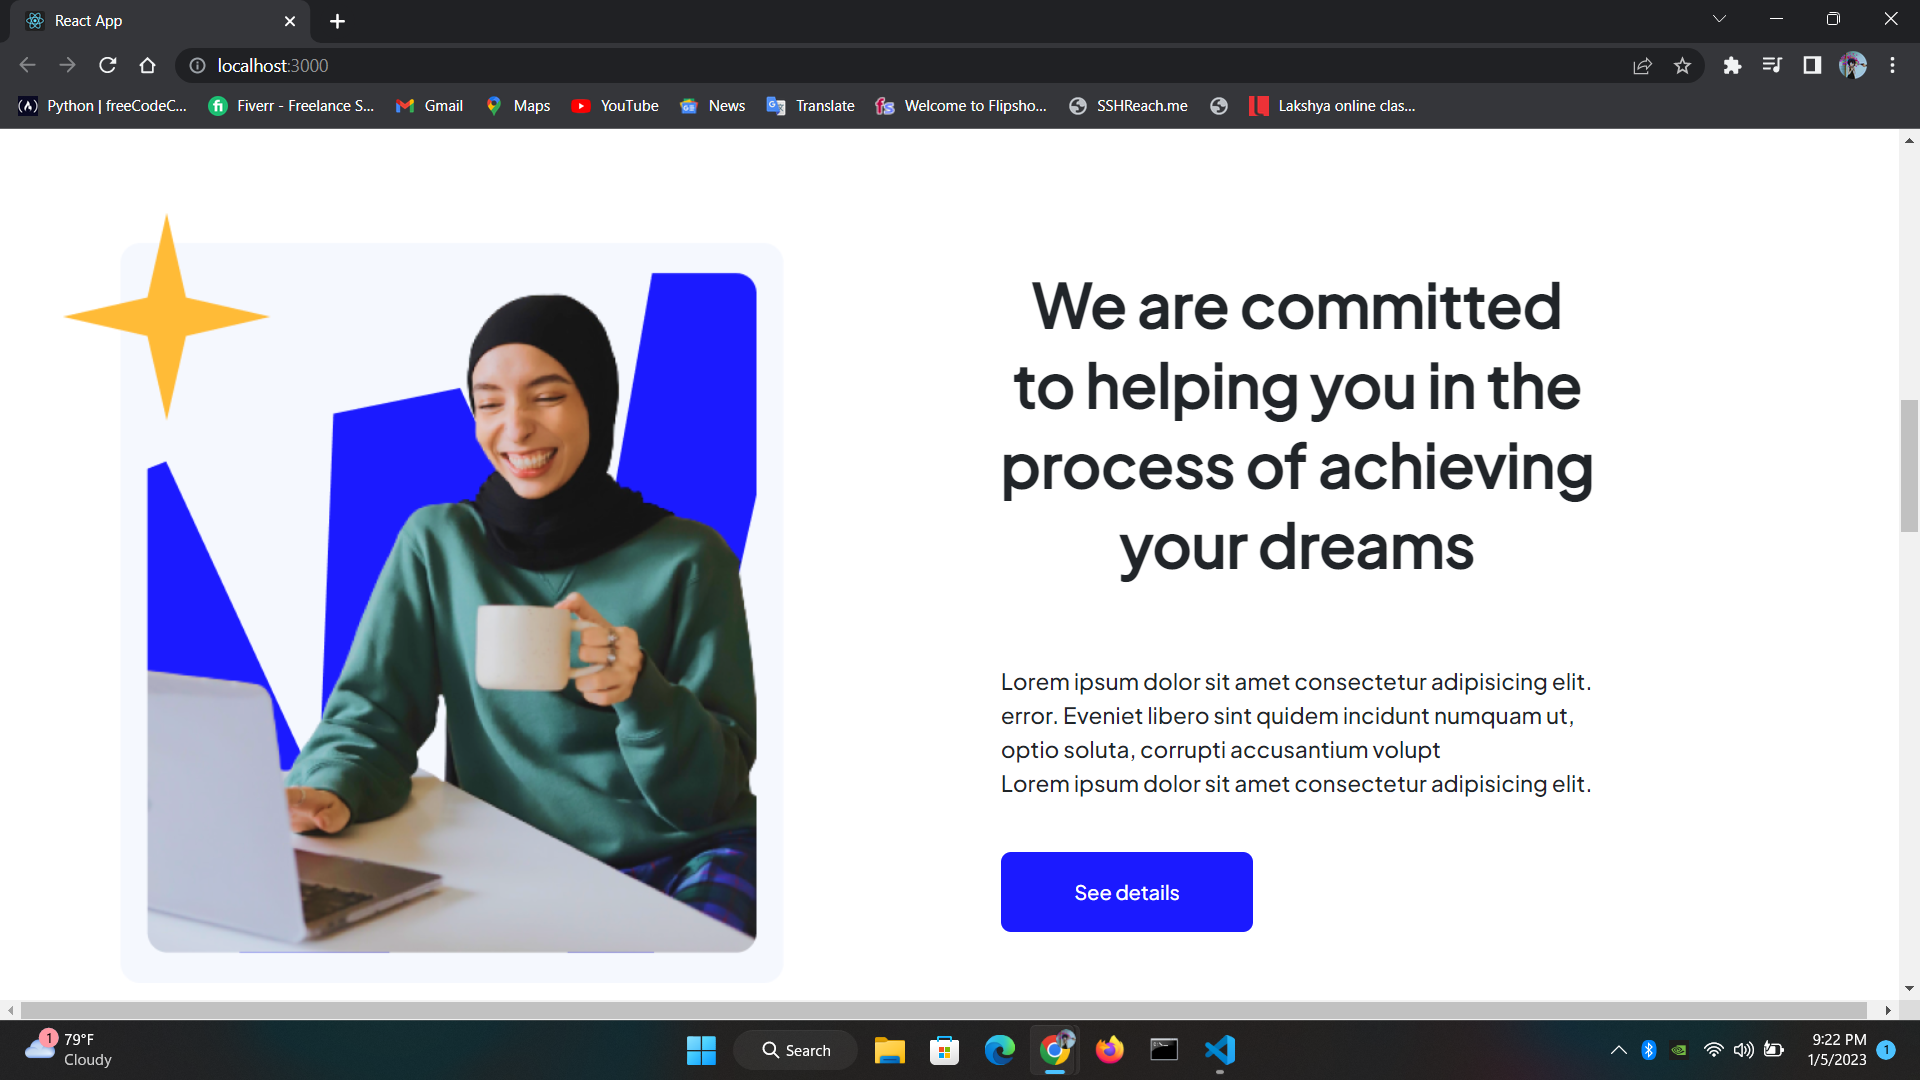 React App
localhost:3000
Python | freeCodeC...
Fiverr - Freelance S...
Gmail
Maps
YouTube
News
Translate
Welcome to Flipsho...
SSHReach.me
Lakshya online clas...
We are committed
to helping you in the
process of achieving
your dreams
Lorem ipsum dolor sit amet consectetur adipisicing elit.
error. Eveniet libero sint quidem incidunt numquam ut,
optio soluta, corrupti accusantium volupt
Lorem ipsum dolor sit amet consectetur adipisicing elit.
See details
1
79°F
Cloudy
Search
9:22 PM
1/5/2023
1